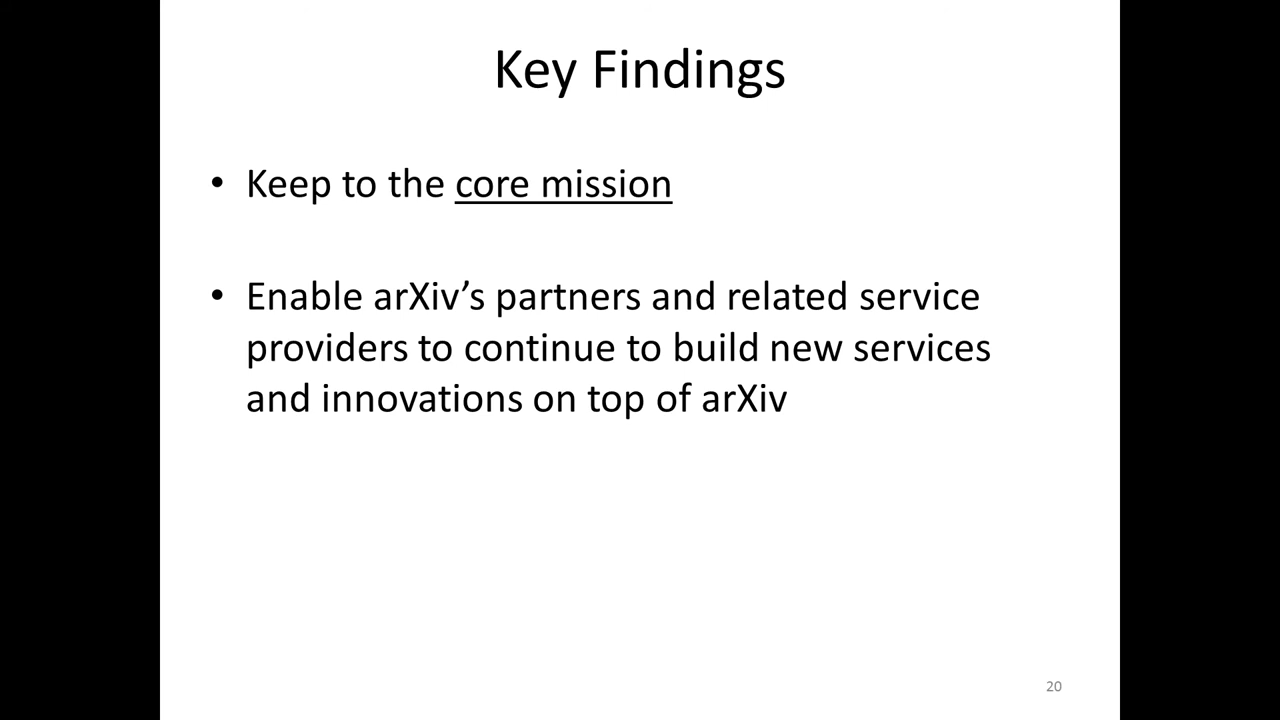 Key Findings
• Keep to the core mission
• Enable arXiv’s partners and related service
providers to continue to build new services
and innovations on top of arXiv
20